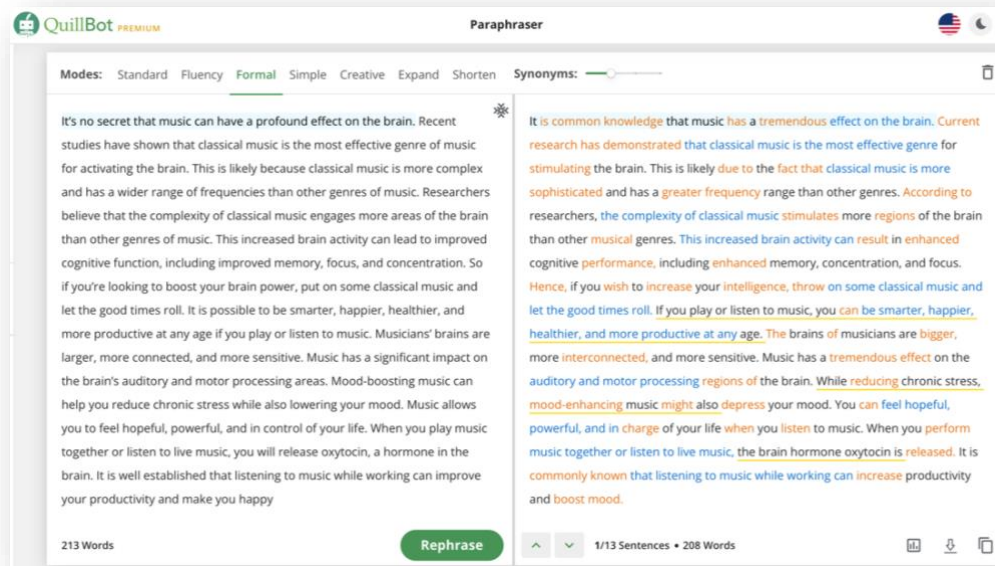 QuillBot PREMIUM
Paraphraser
Modes: Standard Fluency Formal Simple Creative Expand Shorten Synonyms:
It's no secret that music can have a profound effect on the brain. Recent
studies have shown that classical music is the most effective genre of music
for activating the brain. This is likely because classical music is more complex
and has a wider range of frequencies than other genres of music. Researchers
believe that the complexity of classical music engages more areas of the brain
than other genres of music. This increased brain activity can lead to improved
cognitive function, including improved memory, focus, and concentration. So
if you're looking to boost your brain power, put on some classical music and
let the good times roll. It is possible to be smarter, happier, healthier, and
more productive at any age if you play or listen to music. Musicians' brains are
larger, more connected, and more sensitive. Music has a significant impact on
the brain's auditory and motor processing areas. Mood-boosting music can
help you reduce chronic stress while also lowering your mood. Music allows
you to feel hopeful, powerful, and in control of your life. When you play music
together or listen to live music, you will release oxytocin, a hormone in the
brain. It is well established that listening to music while working can improve
your productivity and make you happy
213 Words
Rephrase
It is common knowledge that music has a tremendous effect on the brain. Current
research has demonstrated that classical music is the most effective genre for
stimulating the brain. This is likely due to the fact that classical music is more
sophisticated and has a greater frequency range than other genres. According to
researchers, the complexity of classical music stimulates more regions of the brain
than other musical genres. This increased brain activity can result in enhanced
cognitive performance, including enhanced memory, concentration, and focus.
Hence, if you wish to increase your intelligence, throw on some classical music and
let the good times roll. If you play or listen to music, you can be smarter, happier,
healthier, and more productive at any age. The brains of musicians are bigger,
more interconnected, and more sensitive. Music has a tremendous effect on the
auditory and motor processing regions of the brain. While reducing chronic stress,
mood-enhancing music might also depress your mood. You can feel hopeful,
powerful, and in charge of your life when you listen to music. When you perform
music together or listen to live music, the brain hormone oxytocin is released. It is
commonly known that listening to music while working can increase productivity
and boost mood.
1/13 Sentences • 208 Words